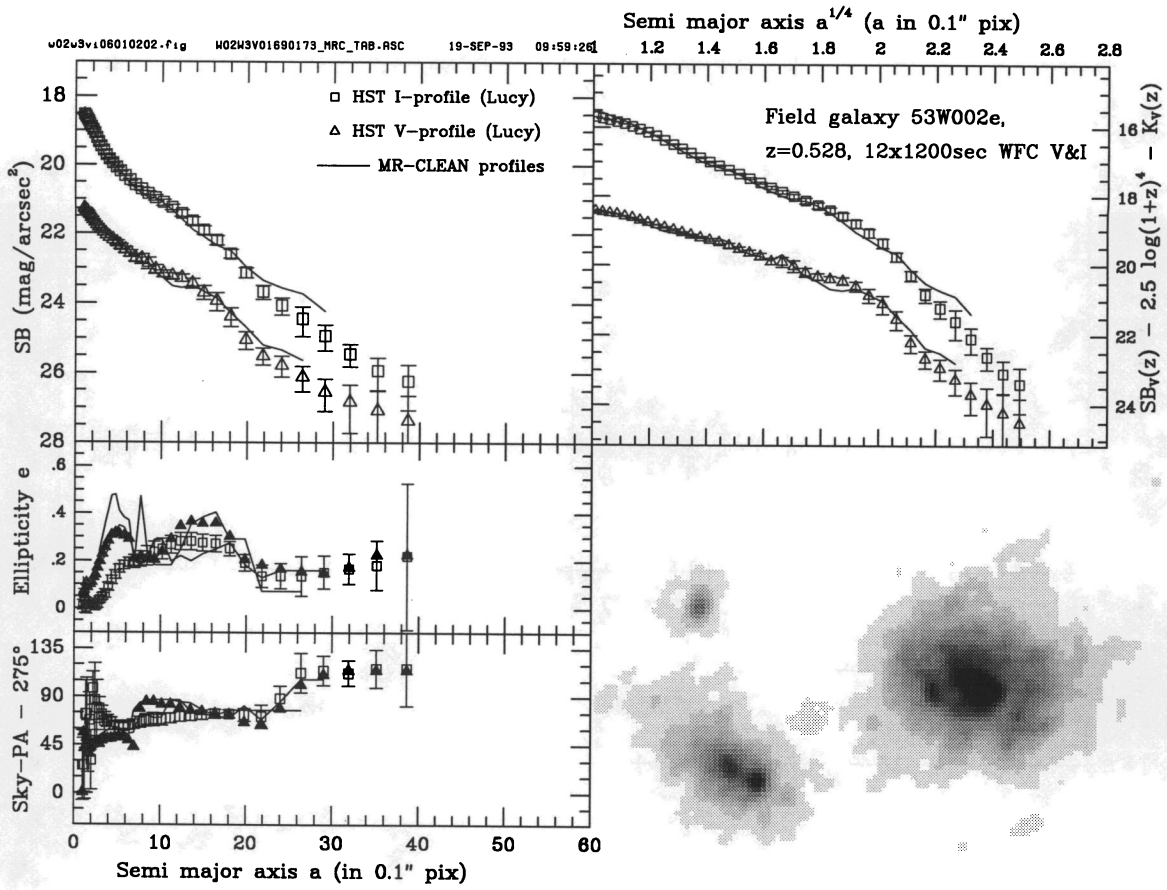 Semi major axis a^1/4 (a in 0.1" pix)
w02w3vi06010202.fig W02W3V01690173_MRC_TAB.ASC 19-SEP-93 09:59:26
1 1.2 1.4 1.6 1.8 2 2.2 2.4 2.6 2.8
□ HST I-profile (Lucy)
△ HST V-profile (Lucy)
— MR-CLEAN profiles
Field galaxy 53W002e,
z=0.528, 12x1200sec WFC V&I
SB (mag/arcsec²)
18
20
22
24
26
28
SB_V(z) − 2.5 log(1+z)⁴ − K_V(z)
16
18
20
22
24
Ellipticity e
.6
.4
.2
0
Sky−PA − 275°
135
90
45
0
0 10 20 30 40 50 60
Semi major axis a (in 0.1" pix)